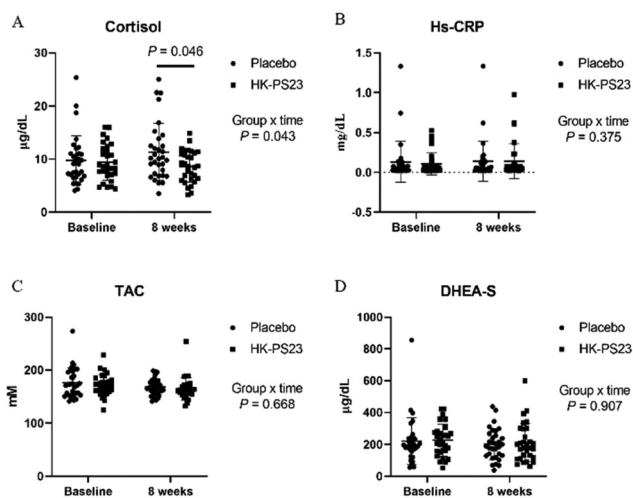 A
Cortisol
P = 0.046
30
20
10
0
µg/dL
Baseline
8 weeks
Placebo
HK-PS23
Group x time
P = 0.043
B
Hs-CRP
1.5
1.0
0.5
0.0
-0.5
mg/dL
Baseline
8 weeks
Placebo
HK-PS23
Group x time
P = 0.375
C
TAC
300
200
100
0
mM
Baseline
8 weeks
Placebo
HK-PS23
Group x time
P = 0.668
D
DHEA-S
1000
800
600
400
200
0
µg/dL
Baseline
8 weeks
Placebo
HK-PS23
Group x time
P = 0.907